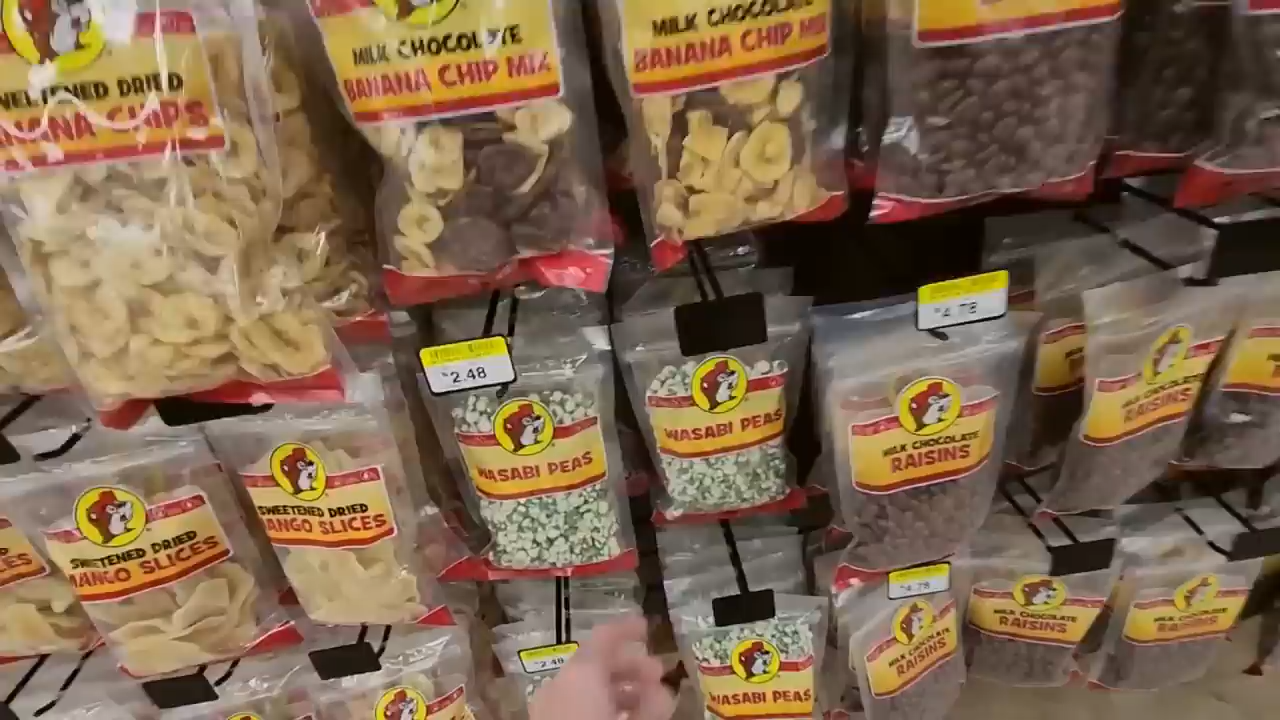 SWEETENED DRIED
BANANA CHIPS
MILK CHOCOLATE
BANANA CHIP MIX
MILK CHOCOLATE
BANANA CHIP MIX
2.48
WASABI PEAS
WASABI PEAS
4.78
MILK CHOCOLATE
RAISINS
MILK CHOCOLATE
RAISINS
SWEETENED DRIED
MANGO SLICES
SWEETENED DRIED
MANGO SLICES
2.48
WASABI PEAS
4.78
MILK CHOCOLATE
RAISINS
MILK CHOCOLATE
RAISINS
MILK CHOCOLATE
RAISINS